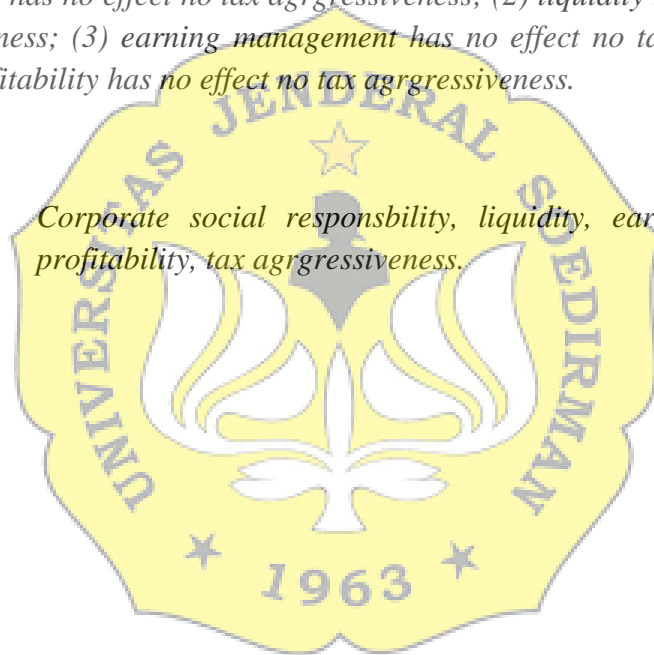 has no effect no tax agrgressiveness; (2) liquidity
ness; (3) earning management has no effect no ta
fitability has no effect no tax agrgressiveness.
UNIVERSITAS JENDERAL SOEDIRMAN
Corporate social responsbility, liquidity, ear
profitability, tax agrgressiveness.
★ 1963 ★